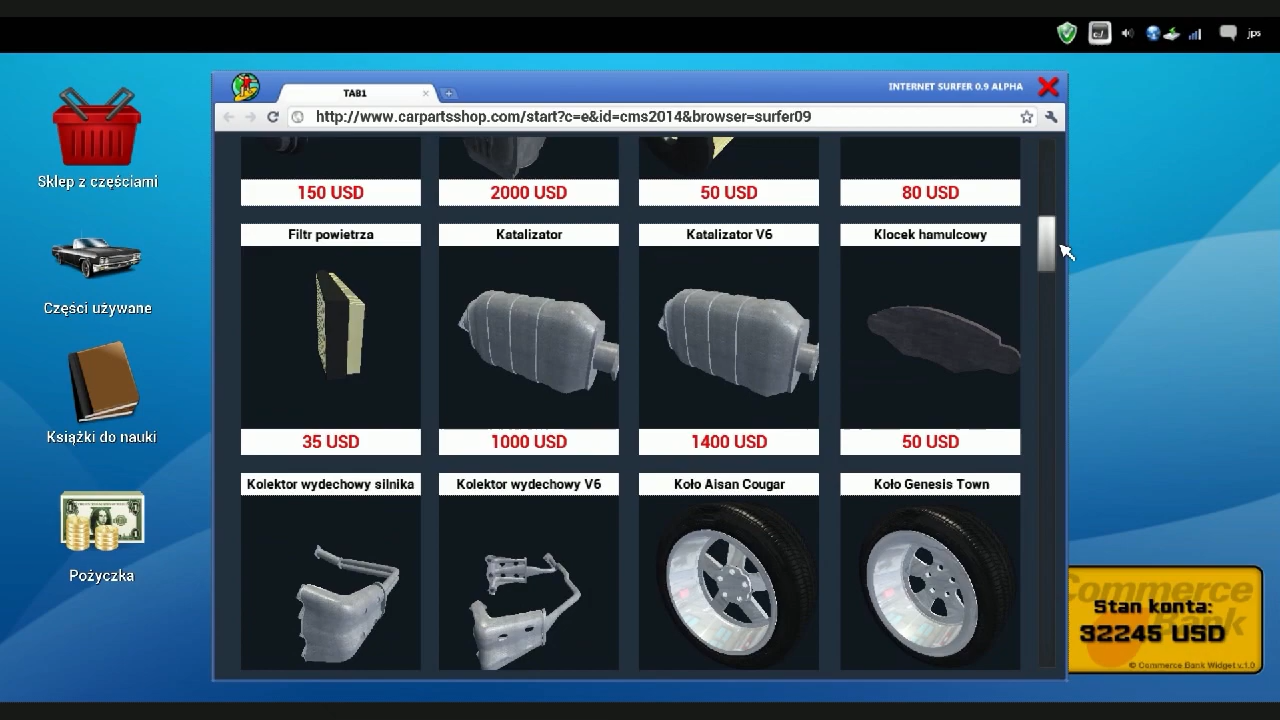 jps
TAB1
INTERNET SURFER 0.9 ALPHA
http://www.carpartsshop.com/start?c=e&id=cms2014&browser=surfer09
Sklep z częściami
Części używane
Książki do nauki
Pożyczka
150 USD
2000 USD
50 USD
80 USD
Filtr powietrza
Katalizator
Katalizator V6
Klocek hamulcowy
35 USD
1000 USD
1400 USD
50 USD
Kolektor wydechowy silnika
Kolektor wydechowy V6
Koło Aisan Cougar
Koło Genesis Town
Commerce
Bank
Stan konta:
32245 USD
© Commerce Bank Widget v.1.0